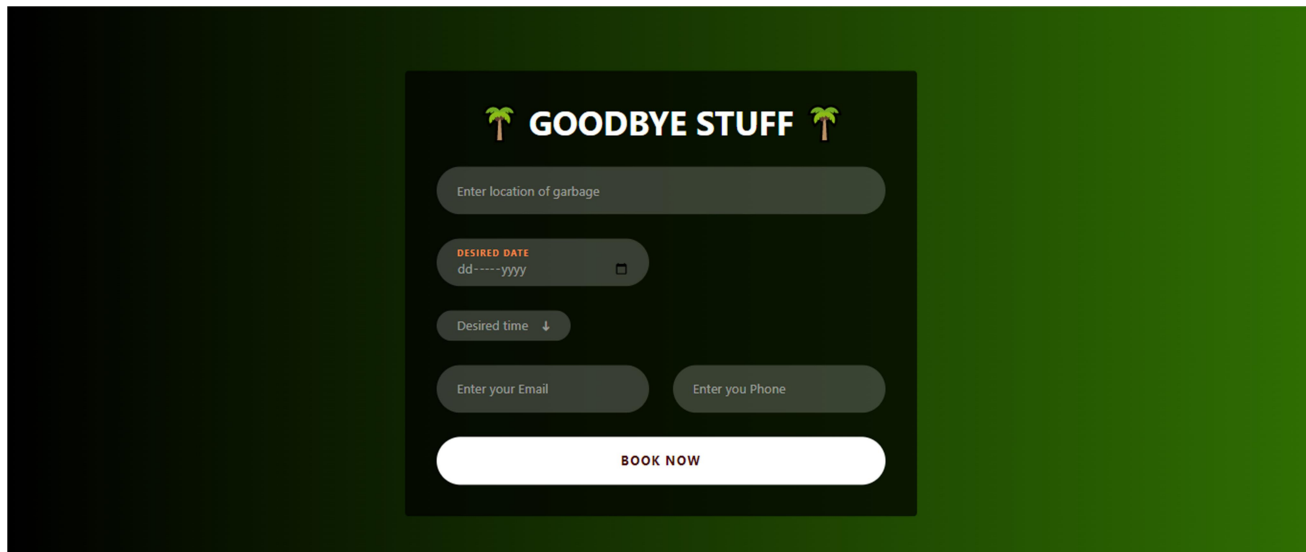 🌴 GOODBYE STUFF 🌴
Enter location of garbage
DESIRED DATE
dd-----yyyy
Desired time ↓
Enter your Email
Enter you Phone
BOOK NOW